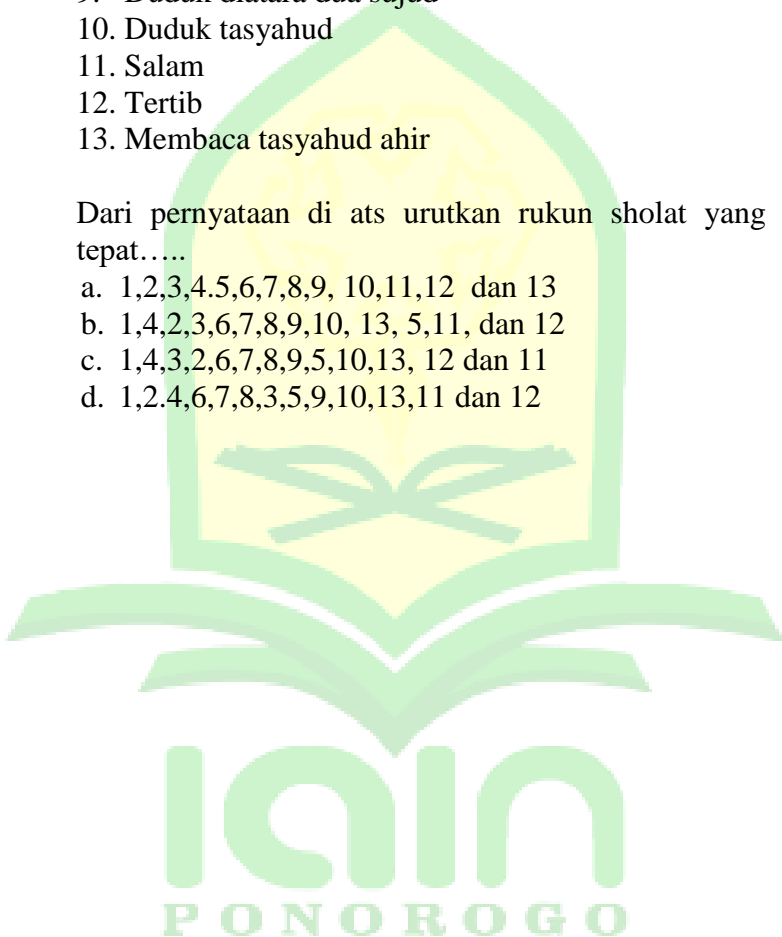 10. Duduk tasyahud
11. Salam
12. Tertib
13. Membaca tasyahud ahir
Dari pernyataan di ats urutkan rukun sholat yang
tepat…..
a. 1,2,3,4.5,6,7,8,9, 10,11,12 dan 13
b. 1,4,2,3,6,7,8,9,10, 13, 5,11, dan 12
c. 1,4,3,2,6,7,8,9,5,10,13, 12 dan 11
d. 1,2.4,6,7,8,3,5,9,10,13,11 dan 12
iain
PONOROGO